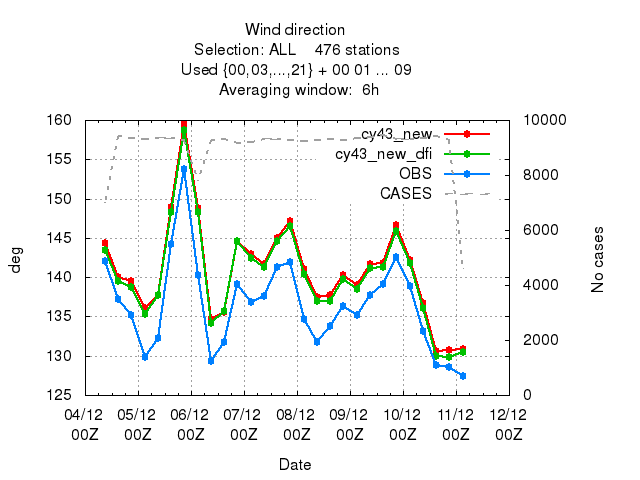 Wind direction
Selection: ALL 476 stations
Used {00,03,...,21} + 00 01 ... 09
Averaging window: 6h
160
155
150
145
140
135
130
125
deg
10000
8000
6000
4000
2000
0
No cases
cy43_new
cy43_new_dfi
OBS
CASES
04/12 05/12 06/12 07/12 08/12 09/12 10/12 11/12 12/12
00Z 00Z 00Z 00Z 00Z 00Z 00Z 00Z 00Z
Date